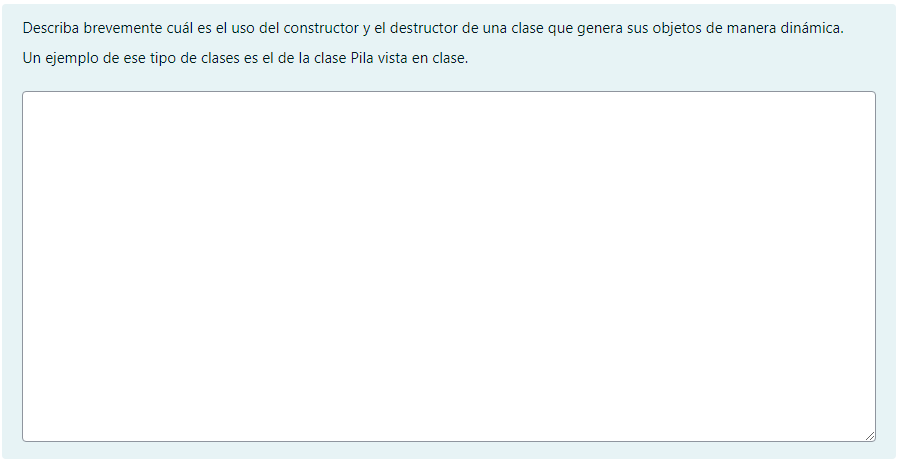 Describa brevemente cuál es el uso del constructor y el destructor de una clase que genera sus objetos de manera dinámica.
Un ejemplo de ese tipo de clases es el de la clase Pila vista en clase.